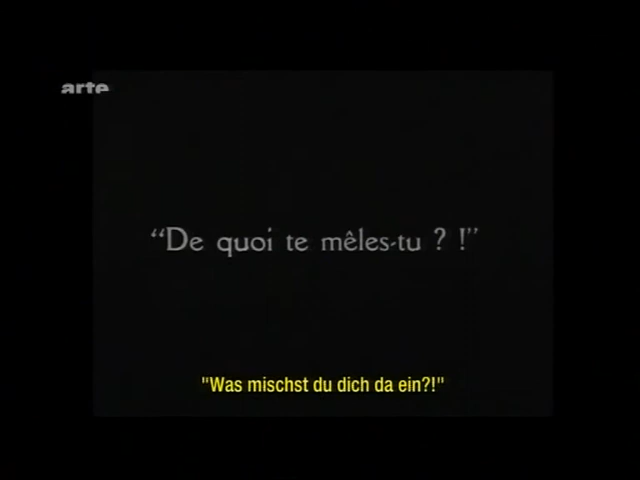 arte
“De quoi te mêles-tu ? !”
"Was mischst du dich da ein?!"